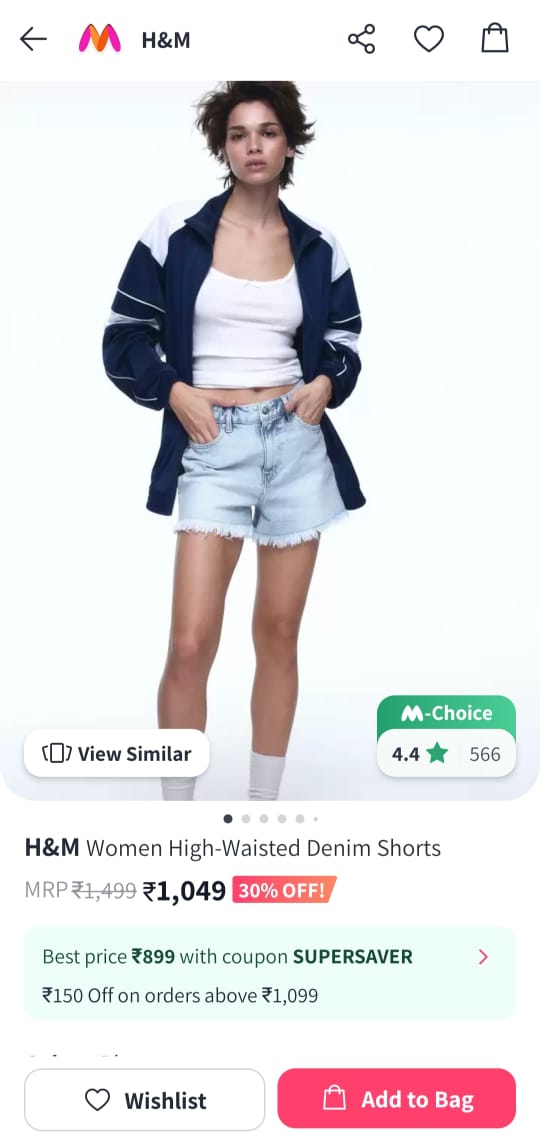 H&M
M-Choice
View Similar
4.4 566
H&M Women High-Waisted Denim Shorts
MRP ₹1,499 ₹1,049 30% OFF!
Best price ₹899 with coupon SUPERSAVER
₹150 Off on orders above ₹1,099
Wishlist
Add to Bag